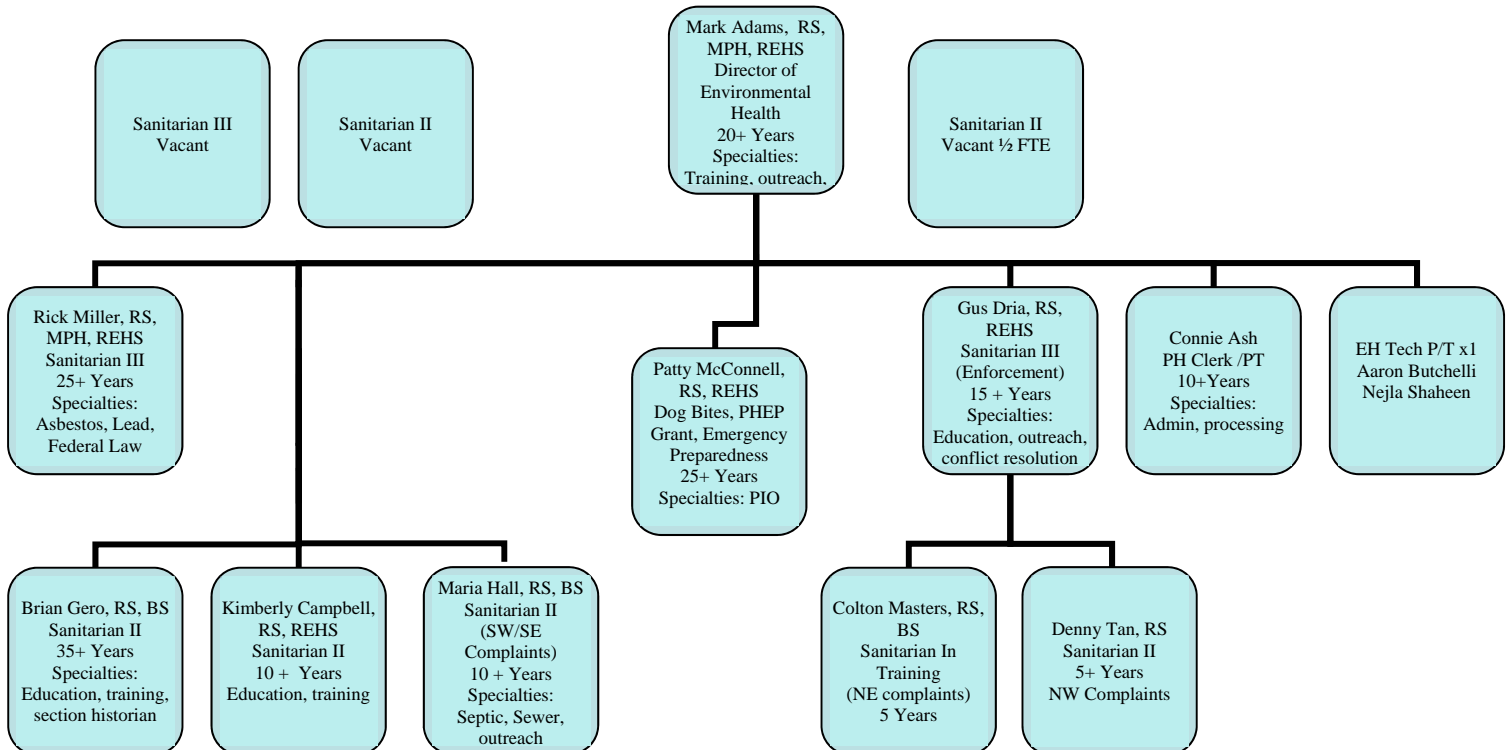 Sanitarian III
Vacant
Sanitarian II
Vacant
Mark Adams, RS,
MPH, REHS
Director of
Environmental
Health
20+ Years
Specialties:
Training, outreach,
Sanitarian II
Vacant ½ FTE
Rick Miller, RS,
MPH, REHS
Sanitarian III
25+ Years
Specialties:
Asbestos, Lead,
Federal Law
Patty McConnell,
RS, REHS
Dog Bites, PHEP
Grant, Emergency
Preparedness
25+ Years
Specialties: PIO
Gus Dria, RS,
REHS
Sanitarian III
(Enforcement)
15 + Years
Specialties:
Education, outreach,
conflict resolution
Connie Ash
PH Clerk /PT
10+Years
Specialties:
Admin, processing
EH Tech P/T x1
Aaron Butchelli
Nejla Shaheen
Brian Gero, RS, BS
Sanitarian II
35+ Years
Specialties:
Education, training,
section historian
Kimberly Campbell,
RS, REHS
Sanitarian II
10 + Years
Education, training
Maria Hall, RS, BS
Sanitarian II
(SW/SE
Complaints)
10 + Years
Specialties:
Septic, Sewer,
outreach
Colton Masters, RS,
BS
Sanitarian In
Training
(NE complaints)
5 Years
Denny Tan, RS
Sanitarian II
5+ Years
NW Complaints